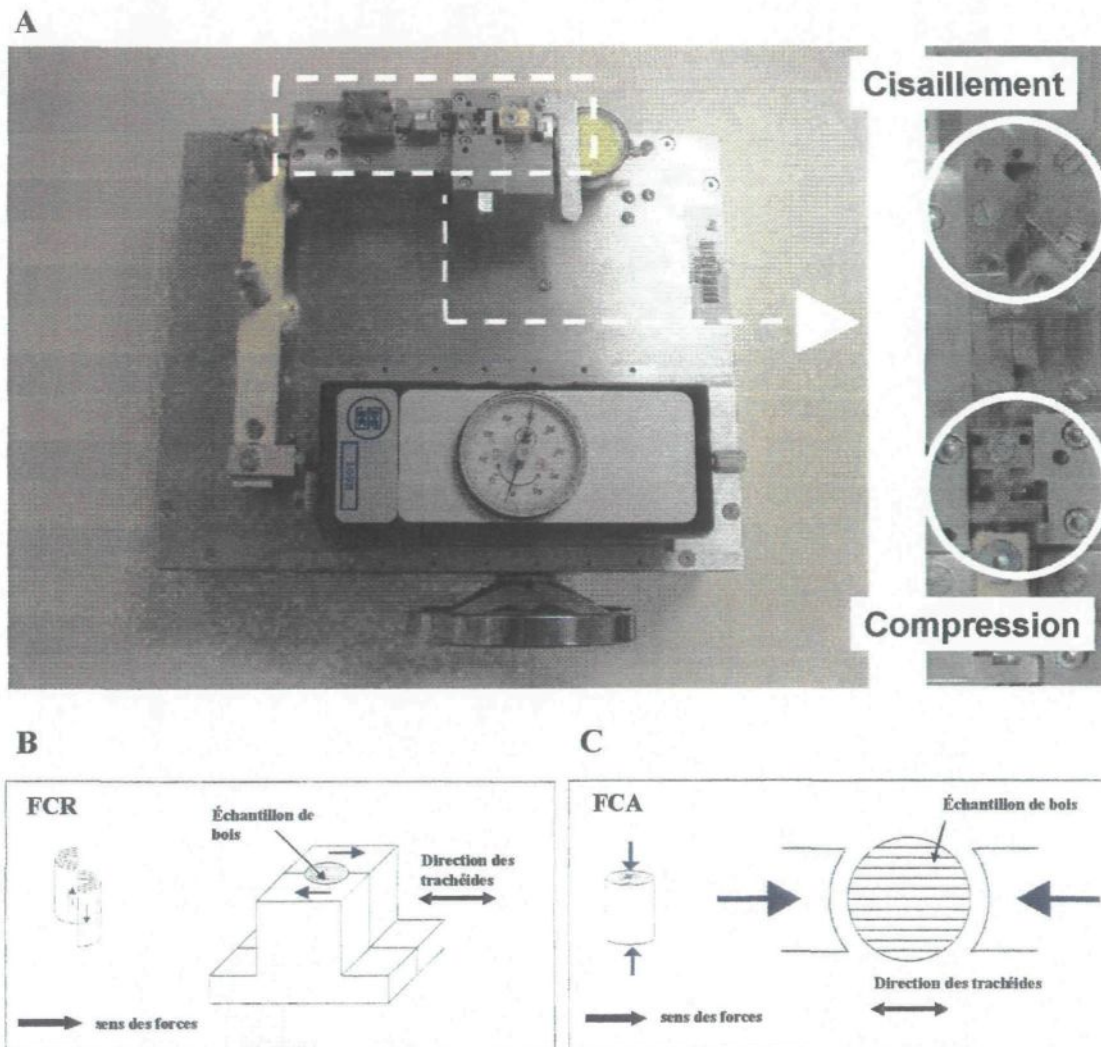 A
Cisaillement
Compression
B
FCR
Échantillon de
bois
Direction des
trachéides
sens des forces
C
FCA
Échantillon de bois
Direction des trachéides
sens des forces